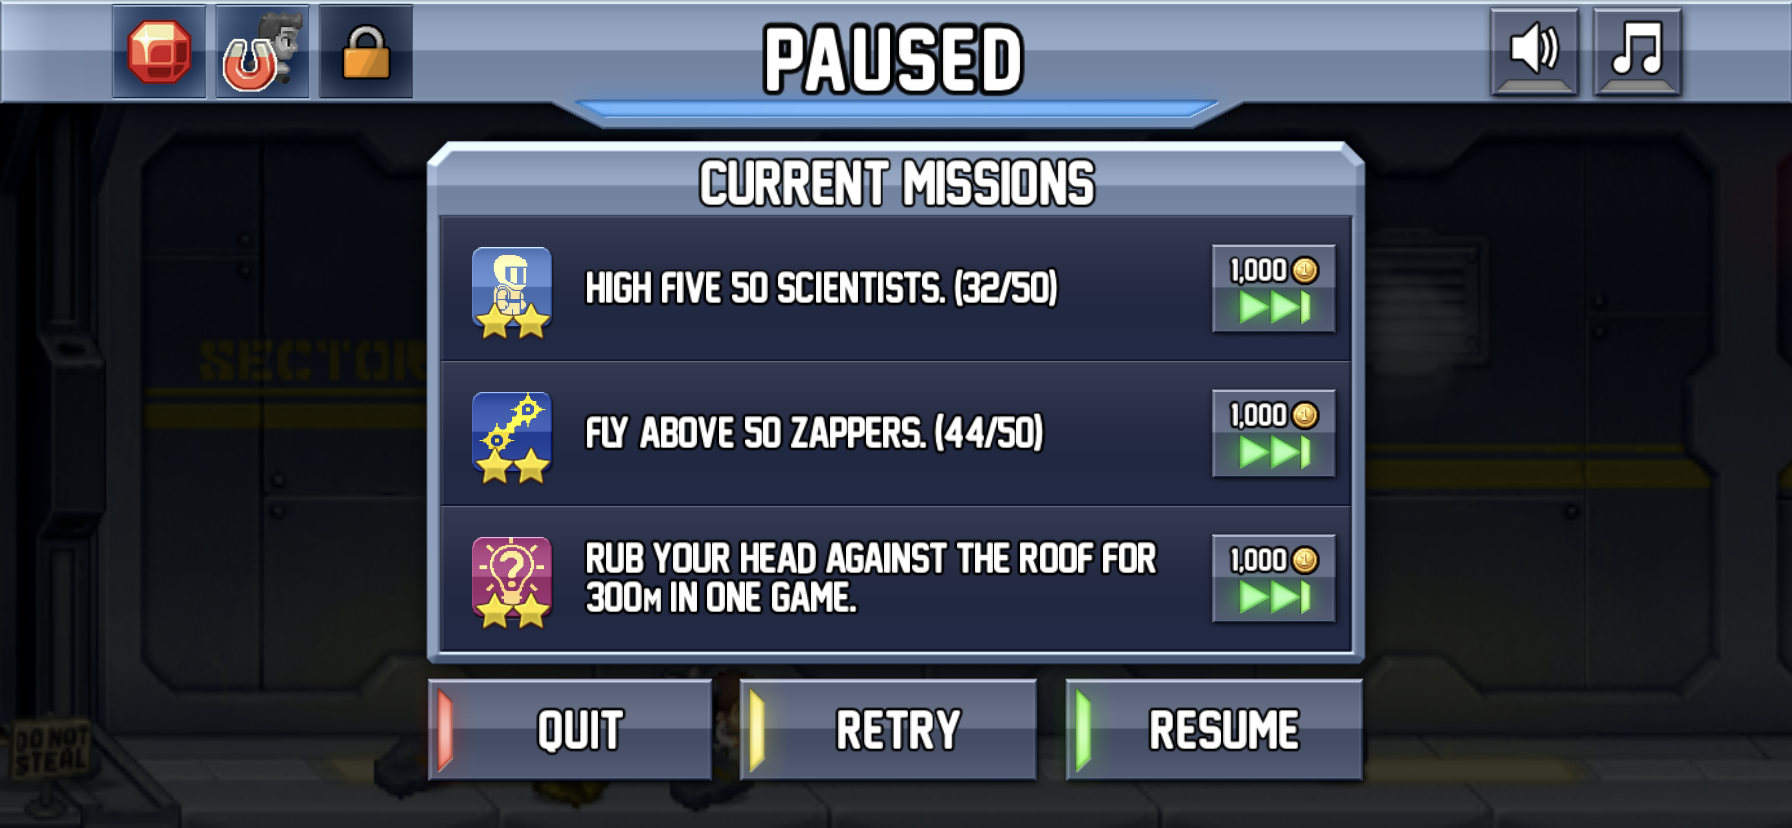 PAUSED
CURRENT MISSIONS
HIGH FIVE 50 SCIENTISTS. (32/50)
1,000
FLY ABOVE 50 ZAPPERS. (44/50)
1,000
RUB YOUR HEAD AGAINST THE ROOF FOR
300M IN ONE GAME.
1,000
SECTOR
DO NOT
STEAL
QUIT
RETRY
RESUME